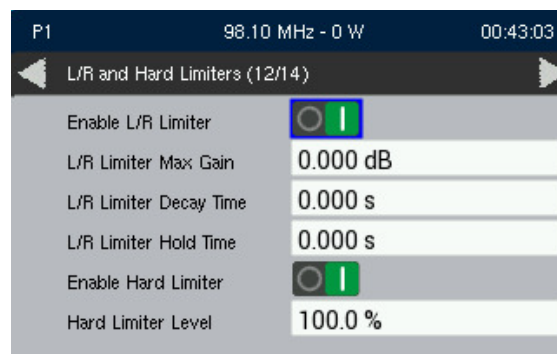 P1 98.10 MHz - 0 W 00:43:03
L/R and Hard Limiters (12/14)
Enable L/R Limiter
L/R Limiter Max Gain 0.000 dB
L/R Limiter Decay Time 0.000 s
L/R Limiter Hold Time 0.000 s
Enable Hard Limiter
Hard Limiter Level 100.0 %